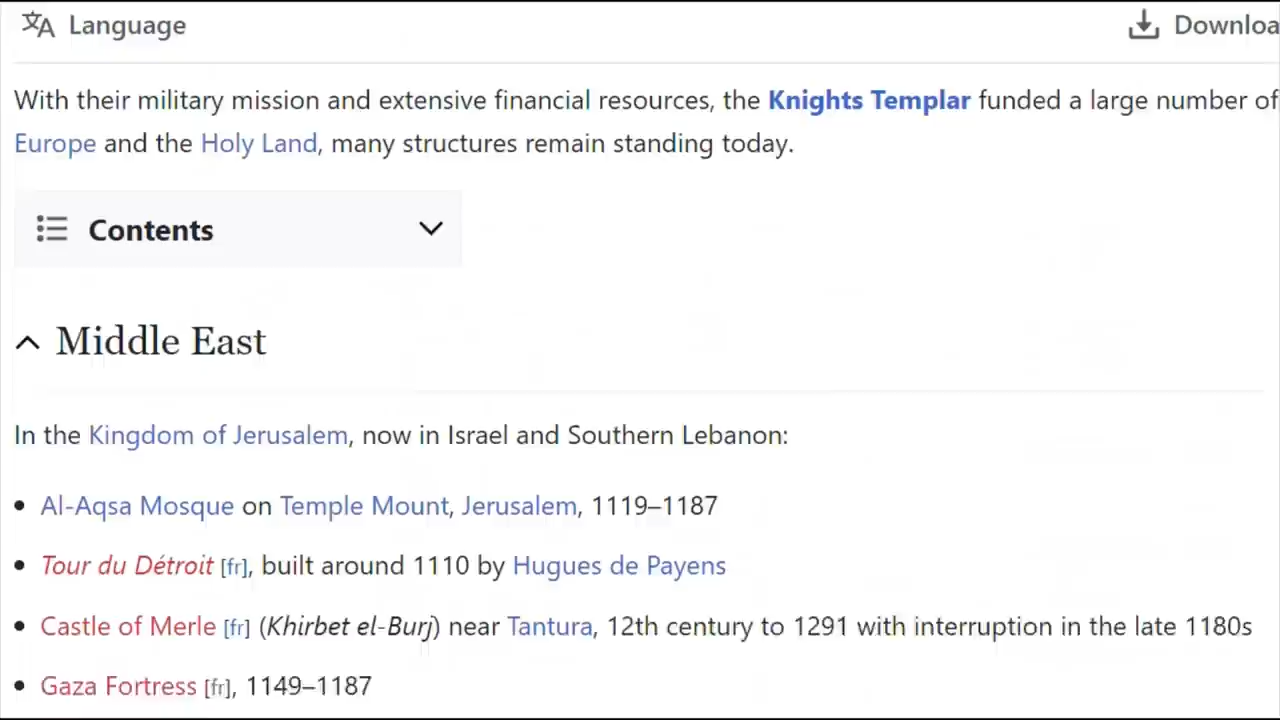 Language
Downloa
With their military mission and extensive financial resources, the Knights Templar funded a large number of
Europe and the Holy Land, many structures remain standing today.
Contents
Middle East
In the Kingdom of Jerusalem, now in Israel and Southern Lebanon:
• Al-Aqsa Mosque on Temple Mount, Jerusalem, 1119–1187
• Tour du Détroit [fr], built around 1110 by Hugues de Payens
• Castle of Merle [fr] (Khirbet el-Burj) near Tantura, 12th century to 1291 with interruption in the late 1180s
• Gaza Fortress [fr], 1149–1187